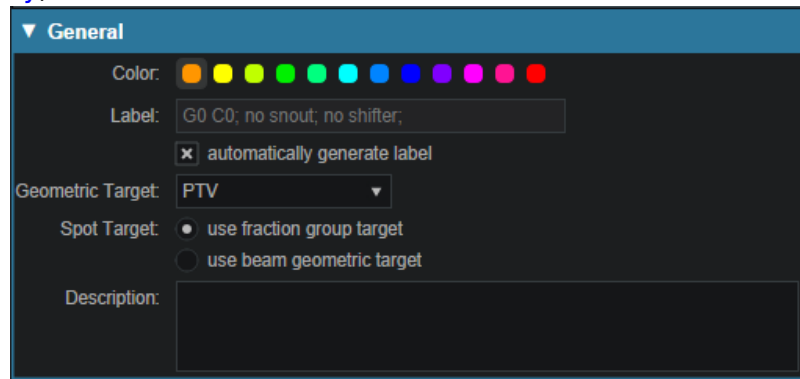 ▼ General
Color:
Label: G0 C0; no snout; no shifter;
automatically generate label
Geometric Target: PTV
Spot Target: use fraction group target
use beam geometric target
Description: